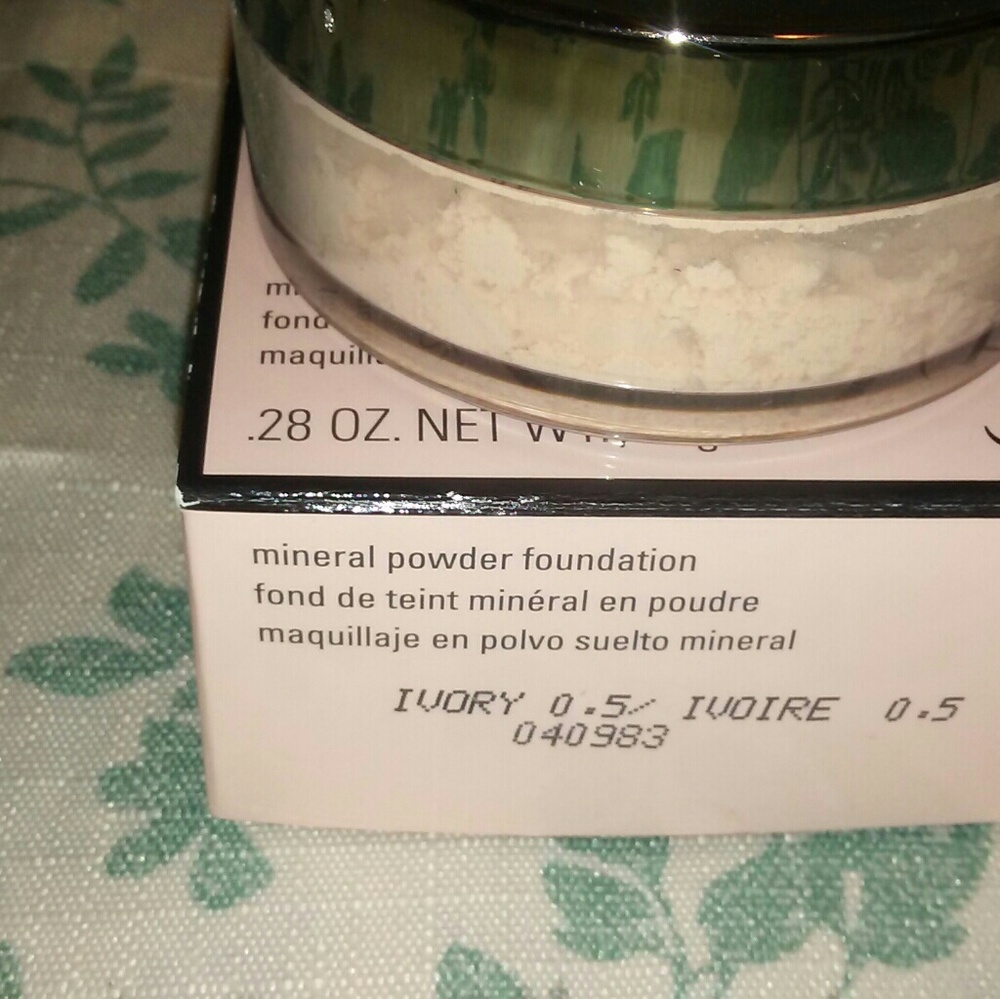 fond
.28 OZ. NET WT.,
mineral powder foundation
fond de teint minéral en poudre
maquillaje en polvo suelto mineral
IVORY 0.5/ IVOIRE 0.5
040983